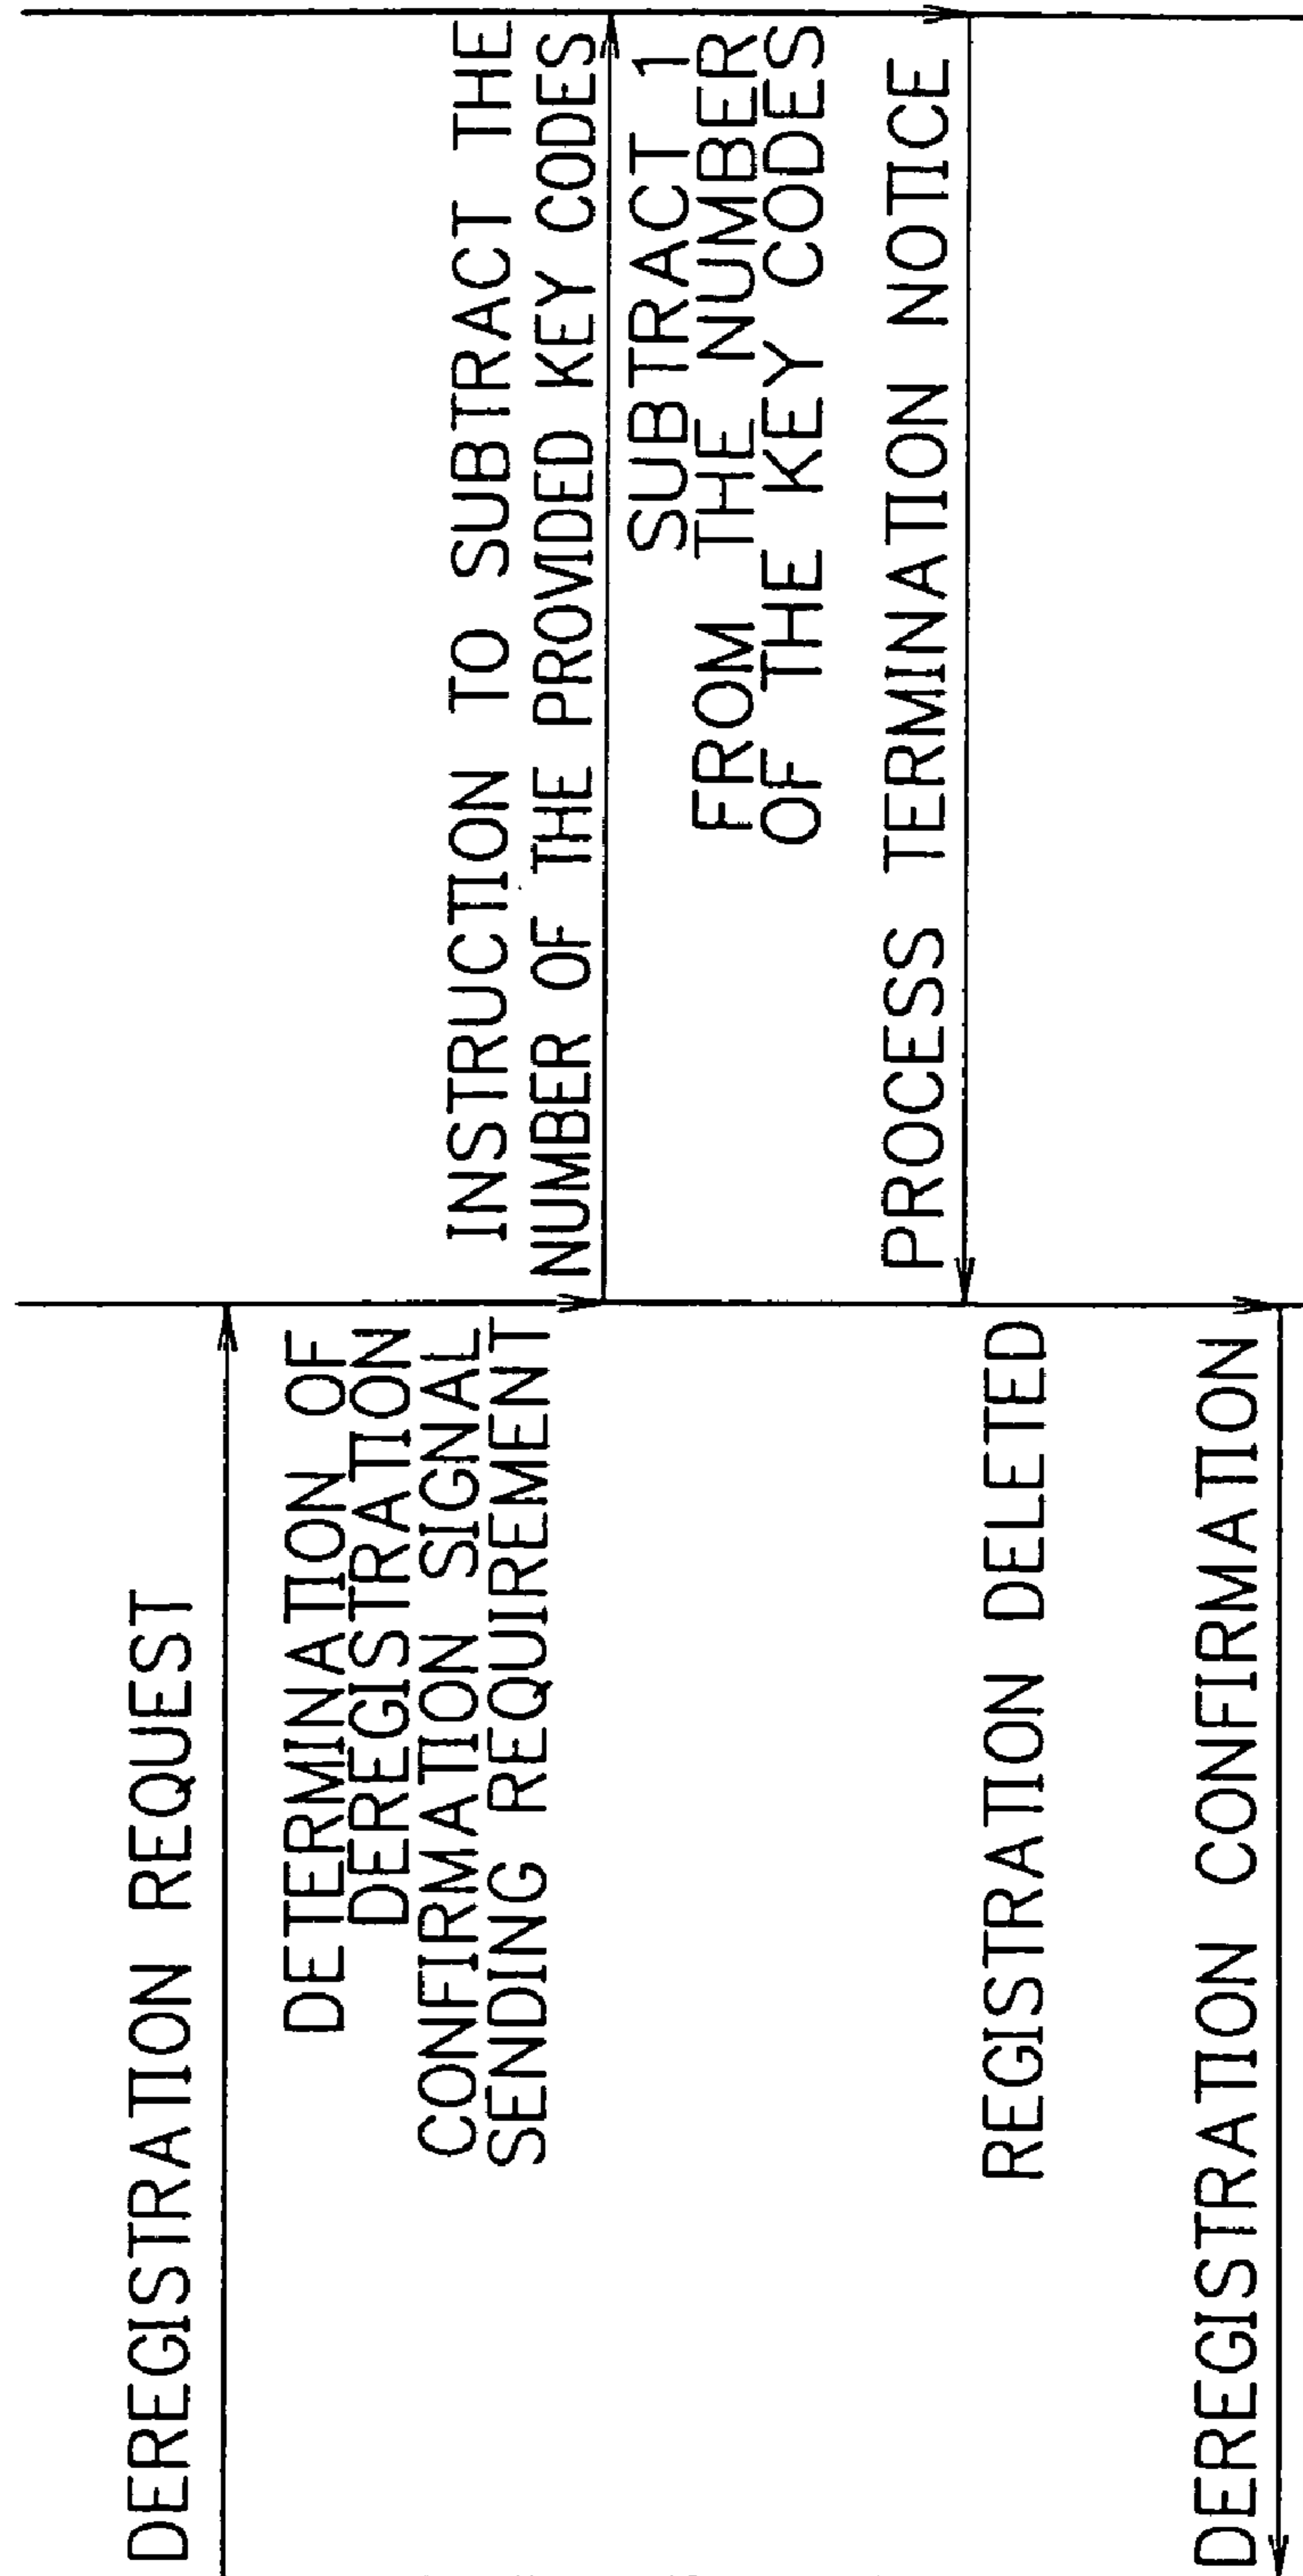 DEREGISTRATION REQUEST
DETERMINATION OF
DEREGISTRATION
CONFIRMATION SIGNAL
SENDING REQUIREMENT
INSTRUCTION TO SUBTRACT THE
NUMBER OF THE PROVIDED KEY CODES
SUBTRACT 1
FROM THE NUMBER
OF THE KEY CODES
PROCESS TERMINATION NOTICE
REGISTRATION DELETED
DEREGISTRATION CONFIRMATION